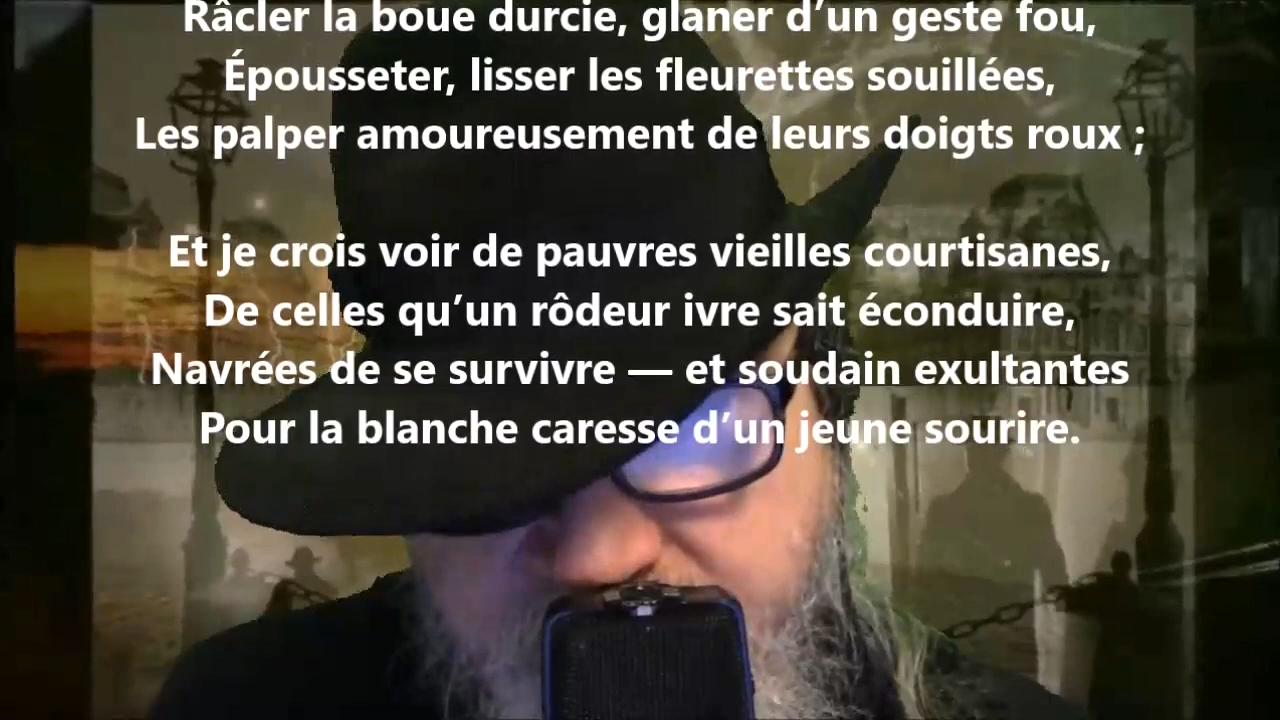 Râcler la boue durcie, glaner d’un geste fou,
Épousseter, lisser les fleurettes souillées,
Les palper amoureusement de leurs doigts roux ;
Et je crois voir de pauvres vieilles courtisanes,
De celles qu’un rôdeur ivre sait éconduire,
Navrées de se survivre — et soudain exultantes
Pour la blanche caresse d’un jeune sourire.